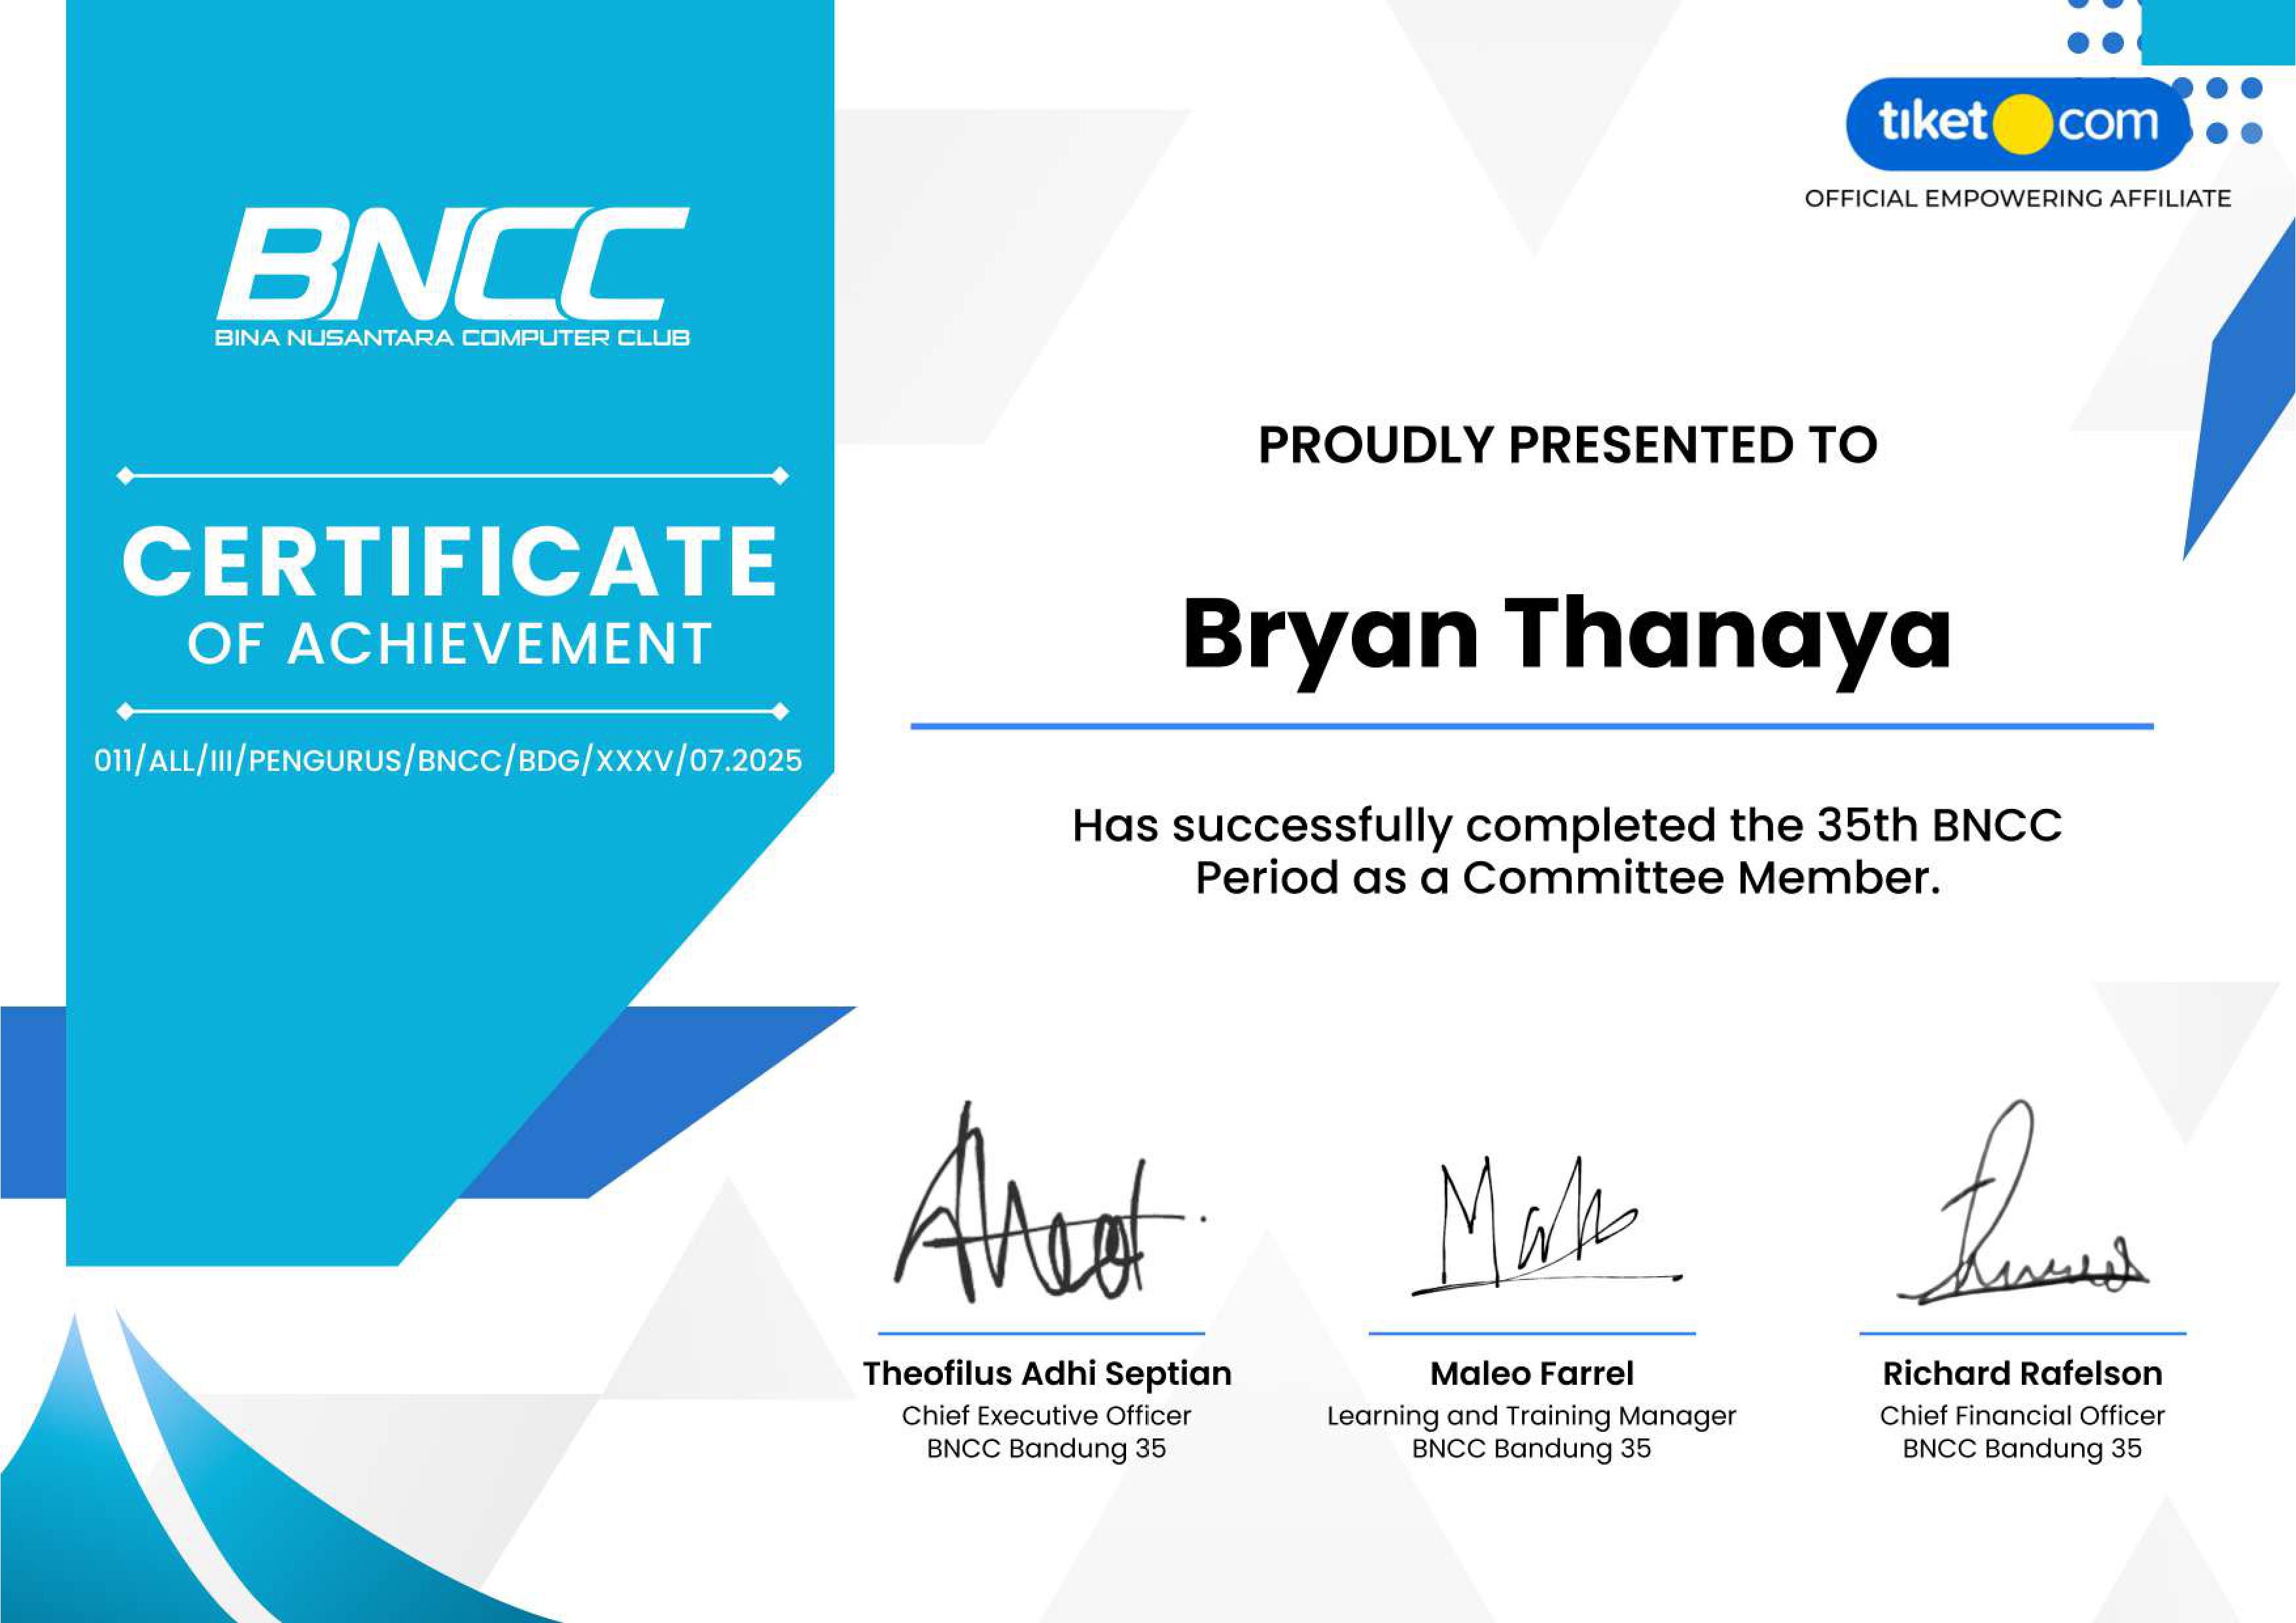 BNCC
BINA NUSANTARA COMPUTER CLUB
CERTIFICATE
OF ACHIEVEMENT
011/ALL/III/PENGURUS/BNCC/BDG/XXXV/07.2025
tiket com
OFFICIAL EMPOWERING AFFILIATE
PROUDLY PRESENTED TO
Bryan Thanaya
Has successfully completed the 35th BNCC
Period as a Committee Member.
Theofilus Adhi Septian
Chief Executive Officer
BNCC Bandung 35
Maleo Farrel
Learning and Training Manager
BNCC Bandung 35
Richard Rafelson
Chief Financial Officer
BNCC Bandung 35